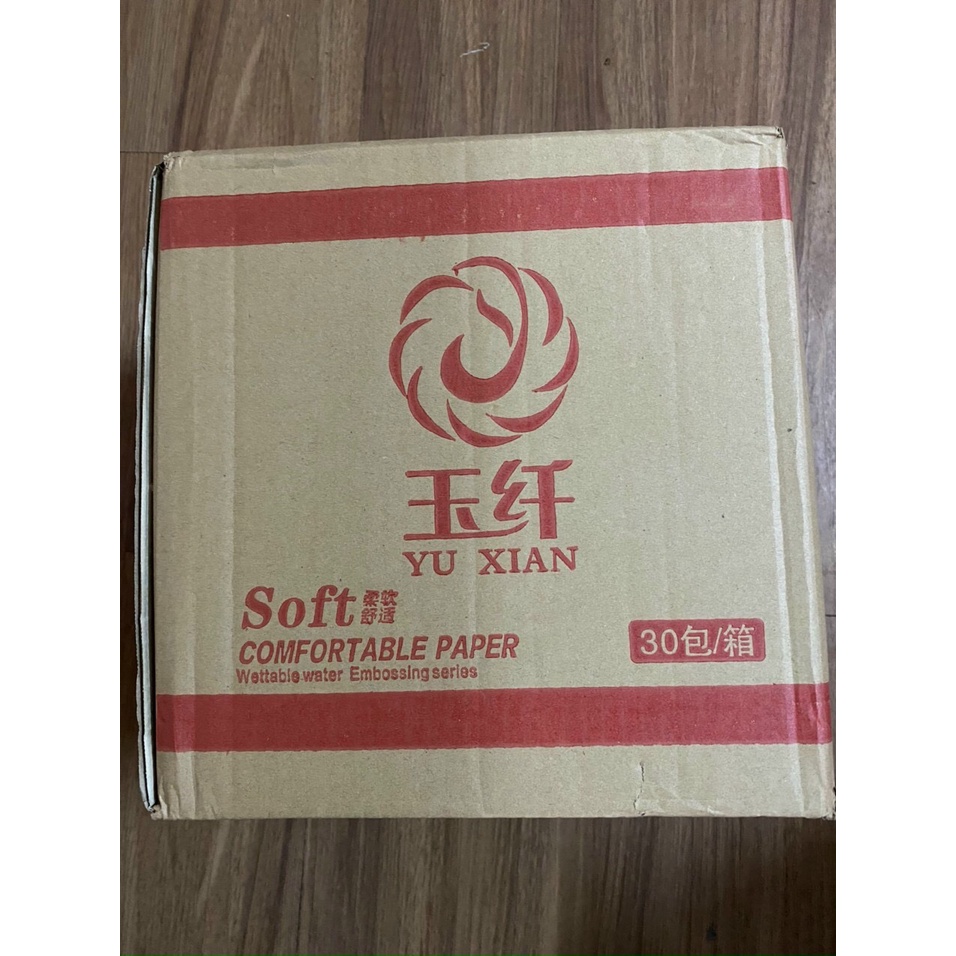 玉纤
YU XIAN
Soft 柔软
舒适
COMFORTABLE PAPER
30包/箱
Wettable water Embossing series